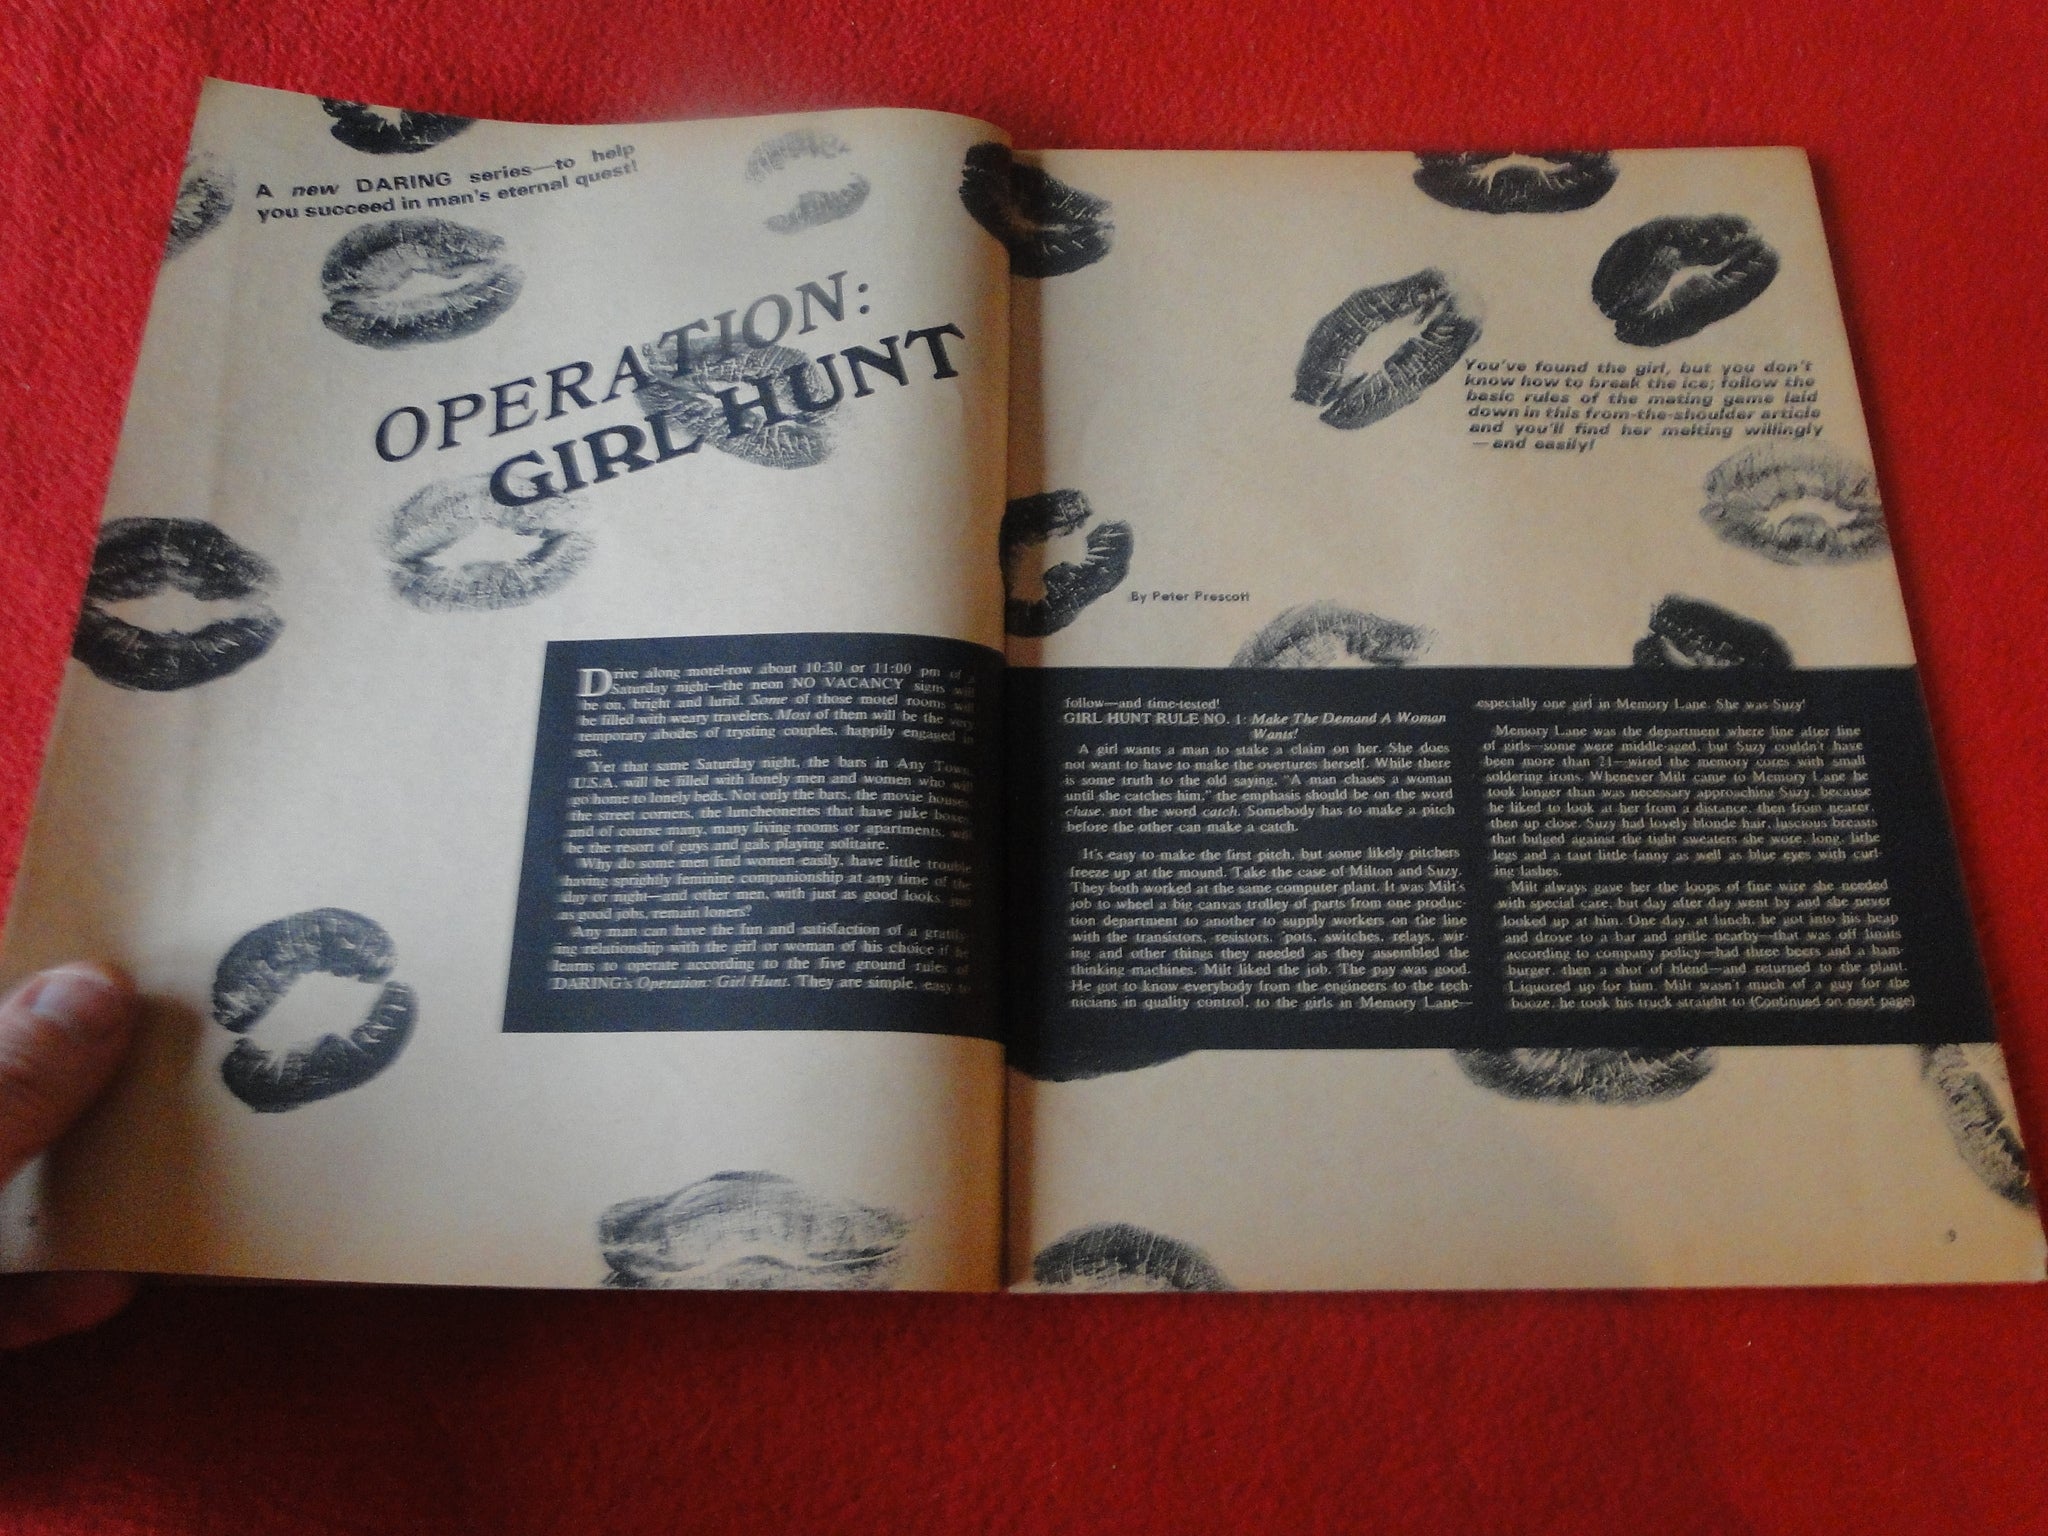 A new DARING series—to help
you succeed in man's eternal quest!
OPERATION:
GIRL HUNT
You've found the girl, but you don't
know how to break the ice; follow the
basic rules of the mating game laid
down in this from-the-shoulder article
and you'll find her melting willingly
—and easily!
By Peter Prescott
Drive along motel-row about 10:30 or 11:00 pm of a
Saturday night—the neon NO VACANCY signs will
be on, bright and lurid. Some of those motel rooms will
be filled with weary travelers. Most of them will be the very
temporary abodes of trysting couples, happily engaged in
sex.
Yet that same Saturday night, the bars in Any Town,
U.S.A. will be filled with lonely men and women who will
go home to lonely beds. Not only the bars, the movie houses,
the street corners, the luncheonettes that have juke boxes,
and of course many, many living rooms or apartments, will
be the resort of guys and gals playing solitaire.
Why do some men find women easily, have little trouble
having sprightly feminine companionship at any time of the
day or night—and other men, with just as good looks, just
as good jobs, remain loners?
Any man can have the fun and satisfaction of a gratify-
ing relationship with the girl or woman of his choice if he
learns to operate according to the five ground rules of
DARING's Operation: Girl Hunt. They are simple, easy to
follow—and time-tested!
GIRL HUNT RULE NO. 1: Make The Demand A Woman
Wants!
A girl wants a man to stake a claim on her. She does
not want to have to make the overtures herself. While there
is some truth to the old saying, "A man chases a woman
until she catches him," the emphasis should be on the word
chase, not the word catch. Somebody has to make a pitch
before the other can make a catch.
It's easy to make the first pitch, but some likely pitchers
freeze up at the mound. Take the case of Milton and Suzy.
They both worked at the same computer plant. It was Milt's
job to wheel a big canvas trolley of parts from one produc-
tion department to another to supply workers on the line
with the transistors, resistors, 'pots, switches, relays, wir-
ing and other things they needed as they assembled the
thinking machines. Milt liked the job. The pay was good.
He got to know everybody from the engineers to the tech-
nicians in quality control, to the girls in Memory Lane—
especially one girl in Memory Lane. She was Suzy!
Memory Lane was the department where line after line
of girls—some were middle-aged, but Suzy couldn't have
been more than 21—wired the memory cores with small
soldering irons. Whenever Milt came to Memory Lane he
took longer than was necessary approaching Suzy, because
he liked to look at her from a distance, then from nearer,
then up close. Suzy had lovely blonde hair, luscious breasts
that bulged against the tight sweaters she wore, long, lithe
legs and a taut little fanny as well as blue eyes with curl-
ing lashes.
Milt always gave her the loops of fine wire she needed
with special care, but day after day went by and she never
looked up at him. One day, at lunch, he got into his heap
and drove to a bar and grille nearby—that was off limits
according to company policy—had three beers and a ham-
burger, then a shot of blend—and returned to the plant.
Liquored up for him. Milt wasn't much of a guy for the
booze, he took his truck straight to (Continued on next page)
9